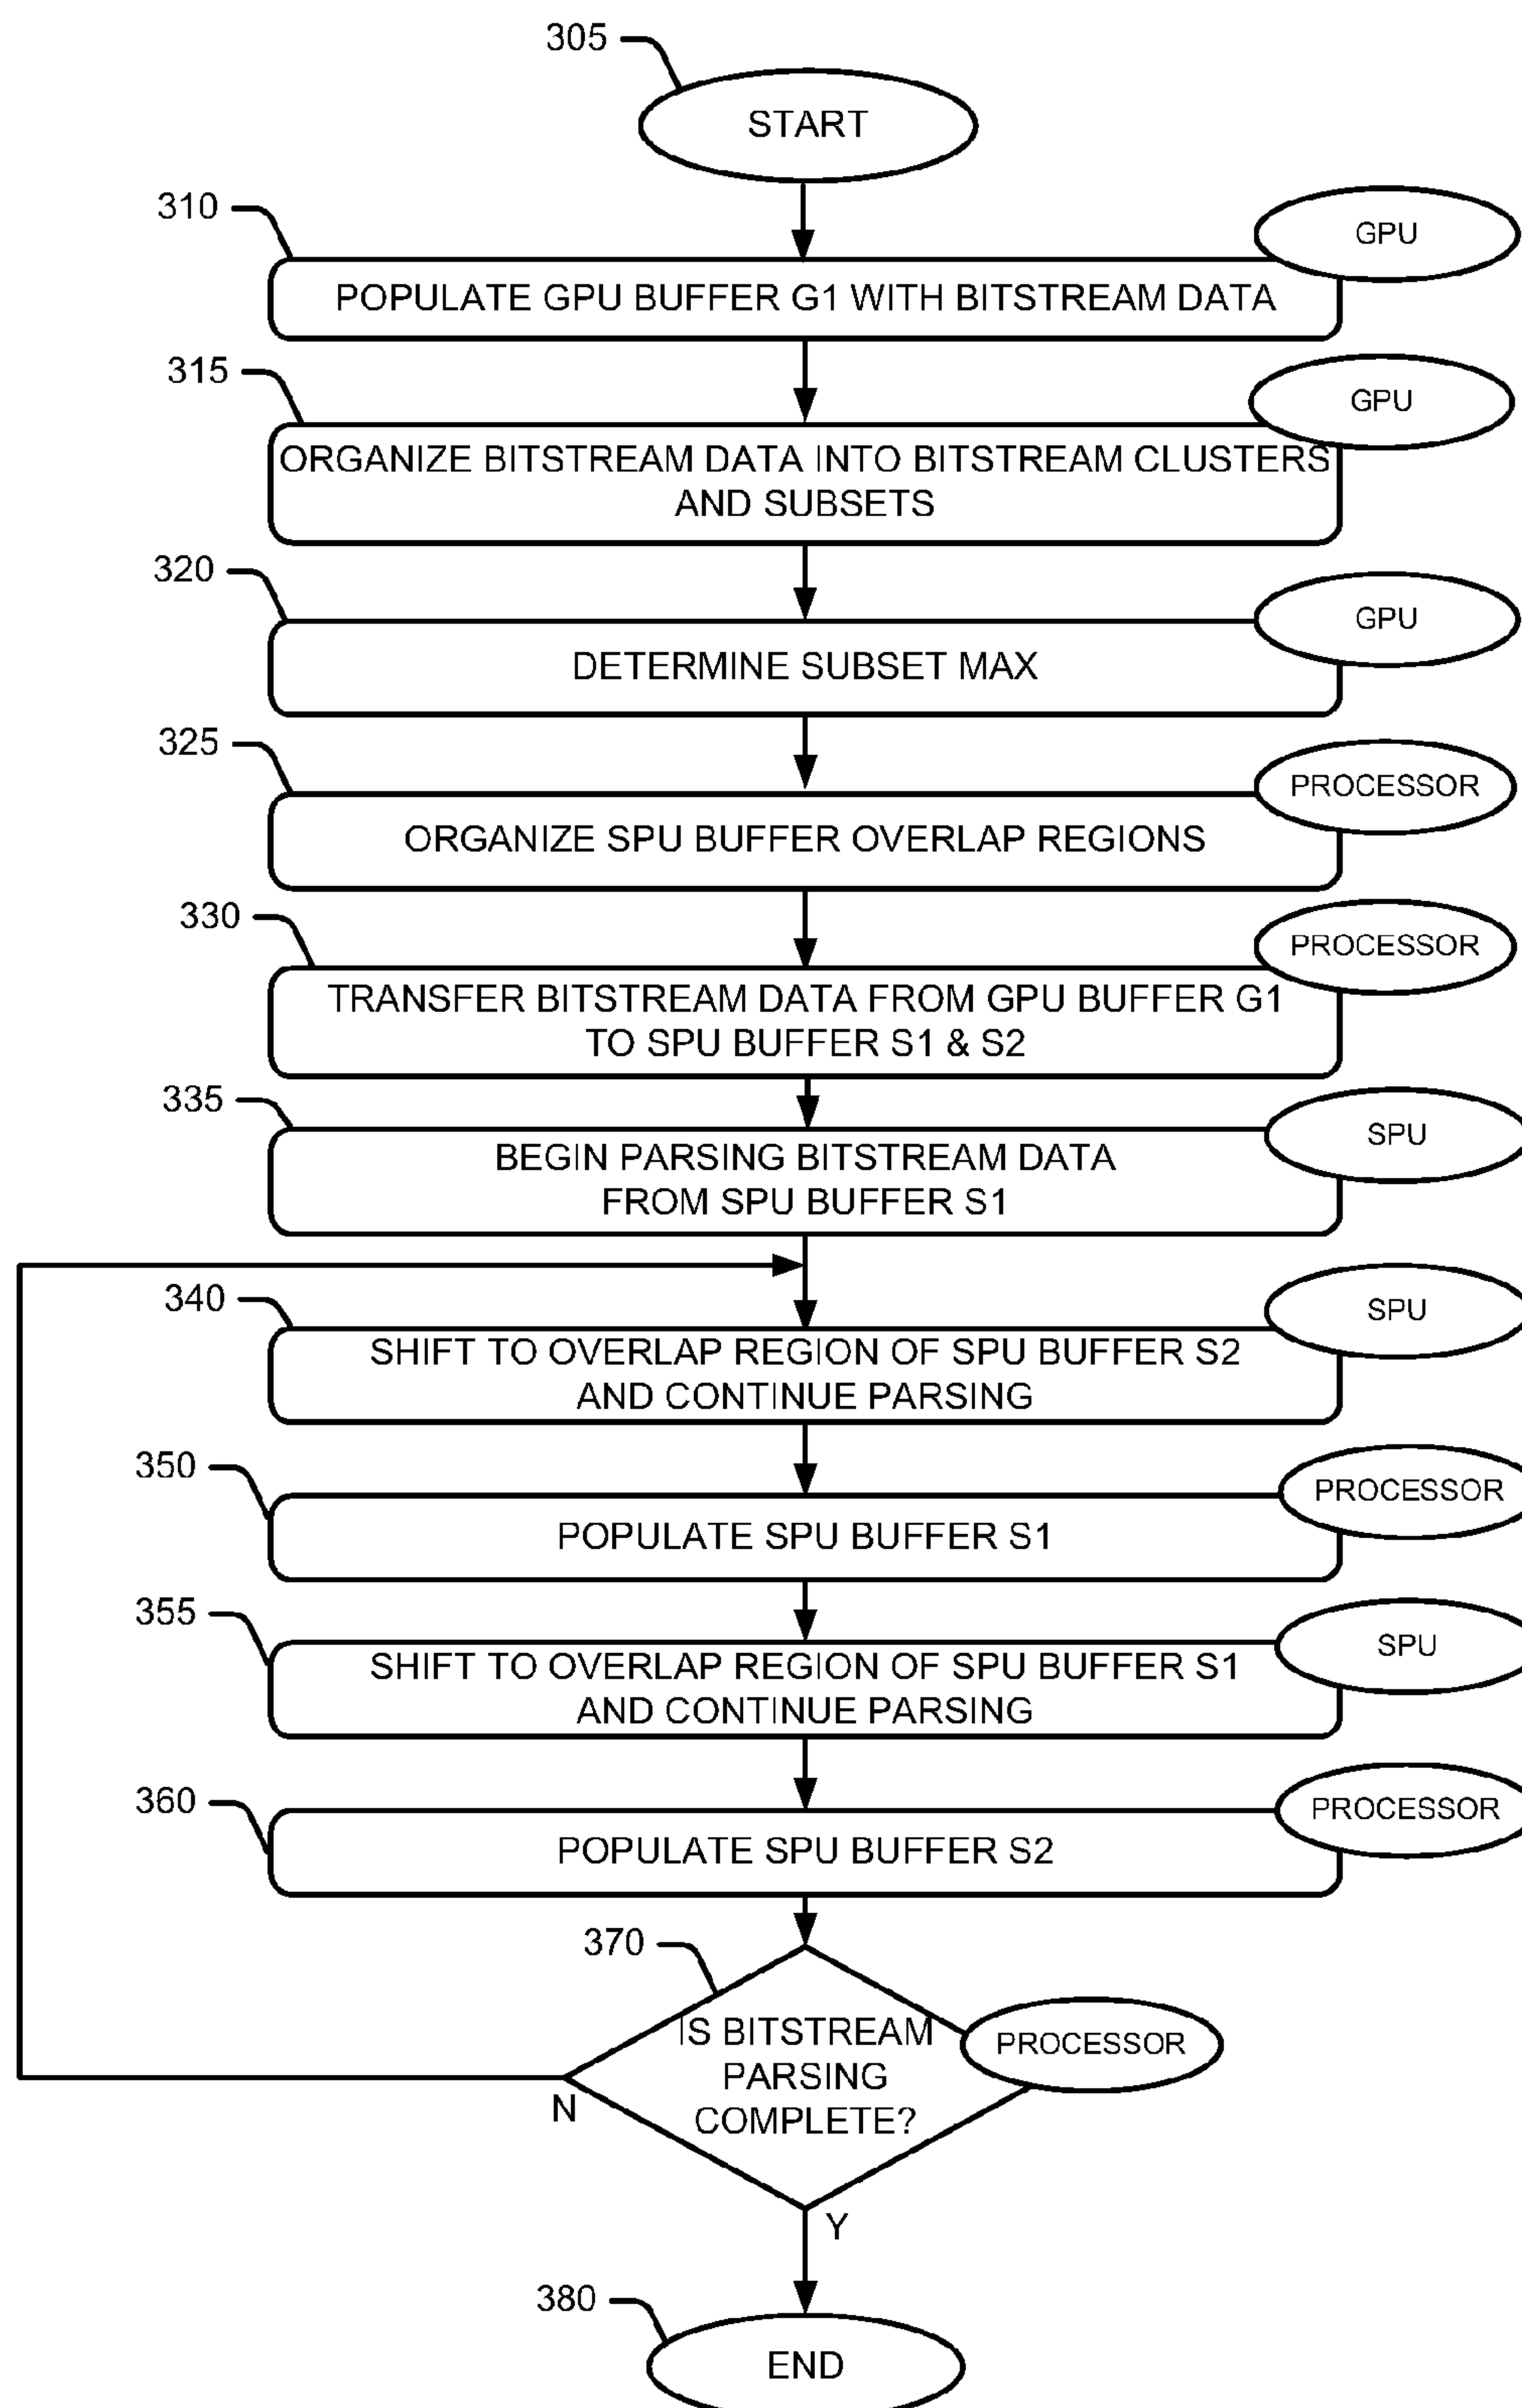 305
START
310
GPU
POPULATE GPU BUFFER G1 WITH BITSTREAM DATA
315
GPU
ORGANIZE BITSTREAM DATA INTO BITSTREAM CLUSTERS
AND SUBSETS
320
GPU
DETERMINE SUBSET MAX
325
PROCESSOR
ORGANIZE SPU BUFFER OVERLAP REGIONS
330
PROCESSOR
TRANSFER BITSTREAM DATA FROM GPU BUFFER G1
TO SPU BUFFER S1 & S2
335
SPU
BEGIN PARSING BITSTREAM DATA
FROM SPU BUFFER S1
340
SPU
SHIFT TO OVERLAP REGION OF SPU BUFFER S2
AND CONTINUE PARSING
350
PROCESSOR
POPULATE SPU BUFFER S1
355
SPU
SHIFT TO OVERLAP REGION OF SPU BUFFER S1
AND CONTINUE PARSING
360
PROCESSOR
POPULATE SPU BUFFER S2
370
IS BITSTREAM
PROCESSOR
PARSING
COMPLETE?
N
Y
380
END